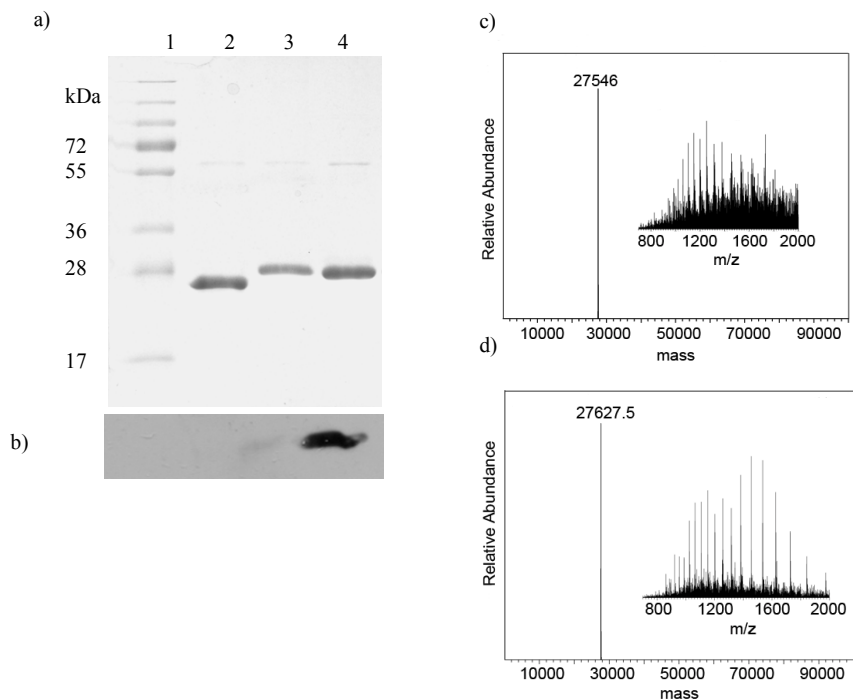 a)
1 2 3 4
kDa
72
55
36
28
17
b)
c)
27546
Relative Abundance
800 1200 1600 2000
m/z
10000 30000 50000 70000 90000
mass
d)
27627.5
Relative Abundance
800 1200 1600 2000
m/z
10000 30000 50000 70000 90000
mass